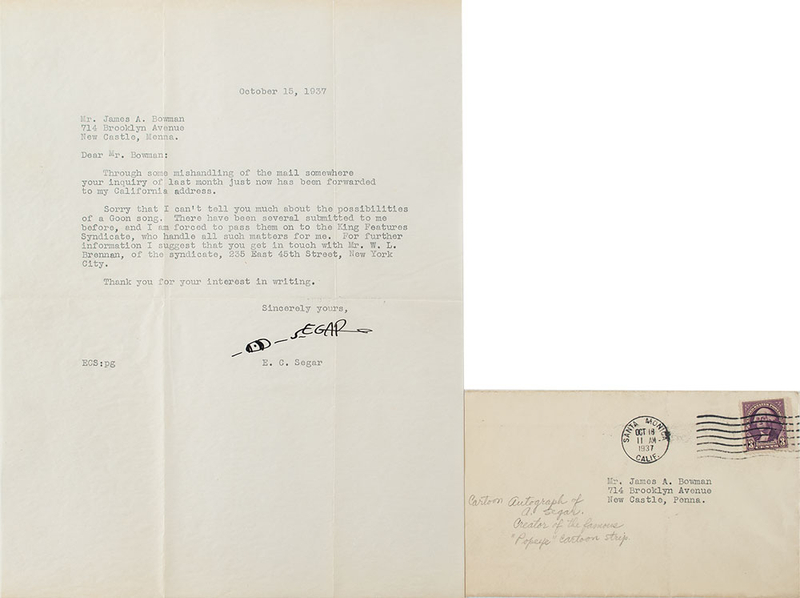 October 15, 1937
Mr. James A. Bowman
714 Brooklyn Avenue
New Castle, Menna.
Dear Mr. Bowman:
Through some mishandling of the mail somewhere
your inquiry of last month just now has been forwarded
to my California address.
Sorry that I can't tell you much about the possibilities
of a Goon song. There have been several submitted to me
before, and I am forced to pass them on to the King Features
Syndicate, who handle all such matters for me. For further
information I suggest that you get in touch with Mr. W. L.
Brennan, of the syndicate, 235 East 45th Street, New York
City.
Thank you for your interest in writing.
Sincerely yours,
SEGAR
ECS:pg
E. C. Segar
SANTA MONICA
OCT 18
11 AM
1937
CALIF.
3 3
Mr. James A. Bowman
714 Brooklyn Avenue
New Castle, Penna.
Cartoon Autograph of
Segar.
Creator of the famous
"Popeye" Cartoon strip.